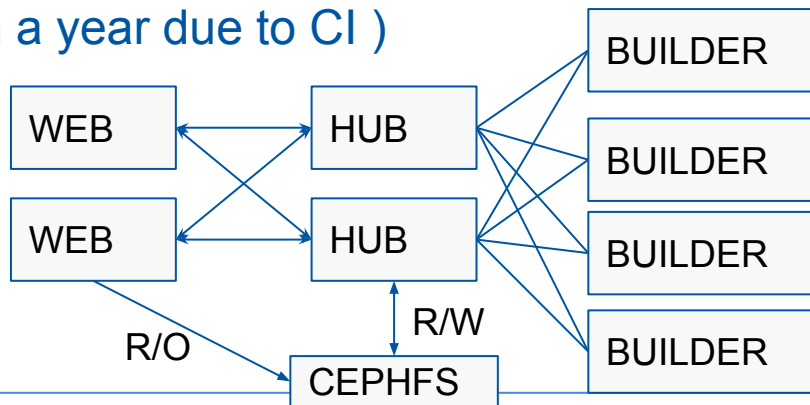 a year due to CI )
BUILDER
WEB
HUB
BUILDER
WEB
HUB
BUILDER
R/W
R/O
BUILDER
CEPHFS